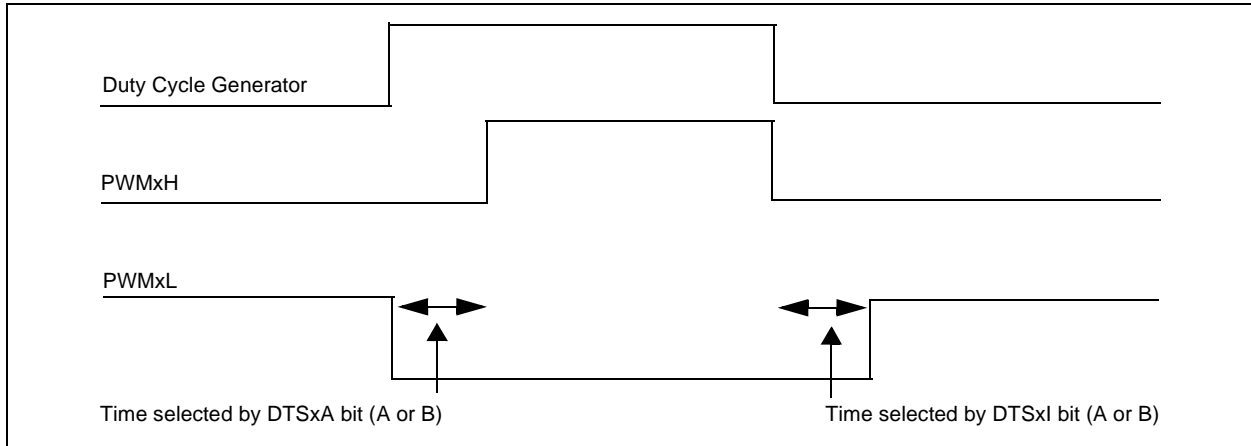 Duty Cycle Generator
PWMxH
PWMxL
Time selected by DTSxA bit (A or B)
Time selected by DTSxI bit (A or B)